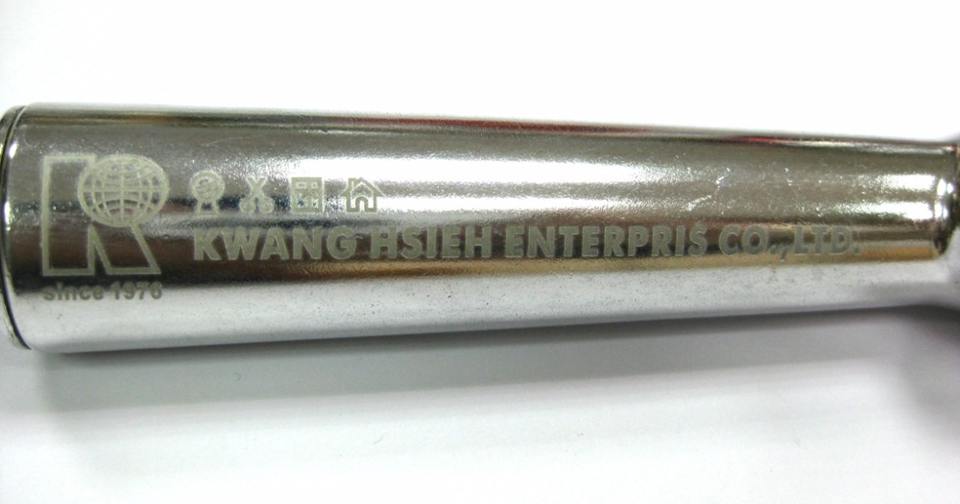 KWANG HSIEH ENTERPRIS CO., LTD.
since 1976